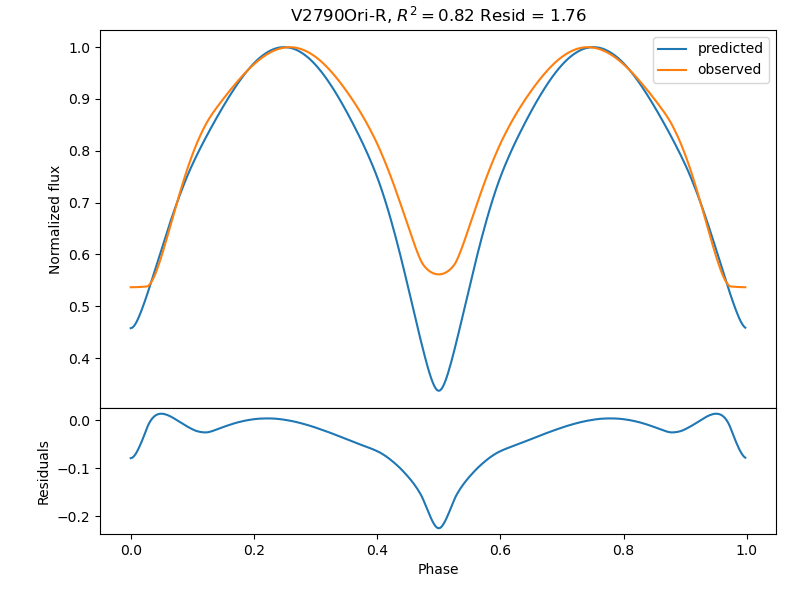 V2790Ori-R, $R^2 = 0.82$ Resid = 1.76
predicted
observed
Normalized flux
1.0
0.9
0.8
0.7
0.6
0.5
0.4
Residuals
0.0
−0.1
−0.2
0.0 0.2 0.4 0.6 0.8 1.0
Phase